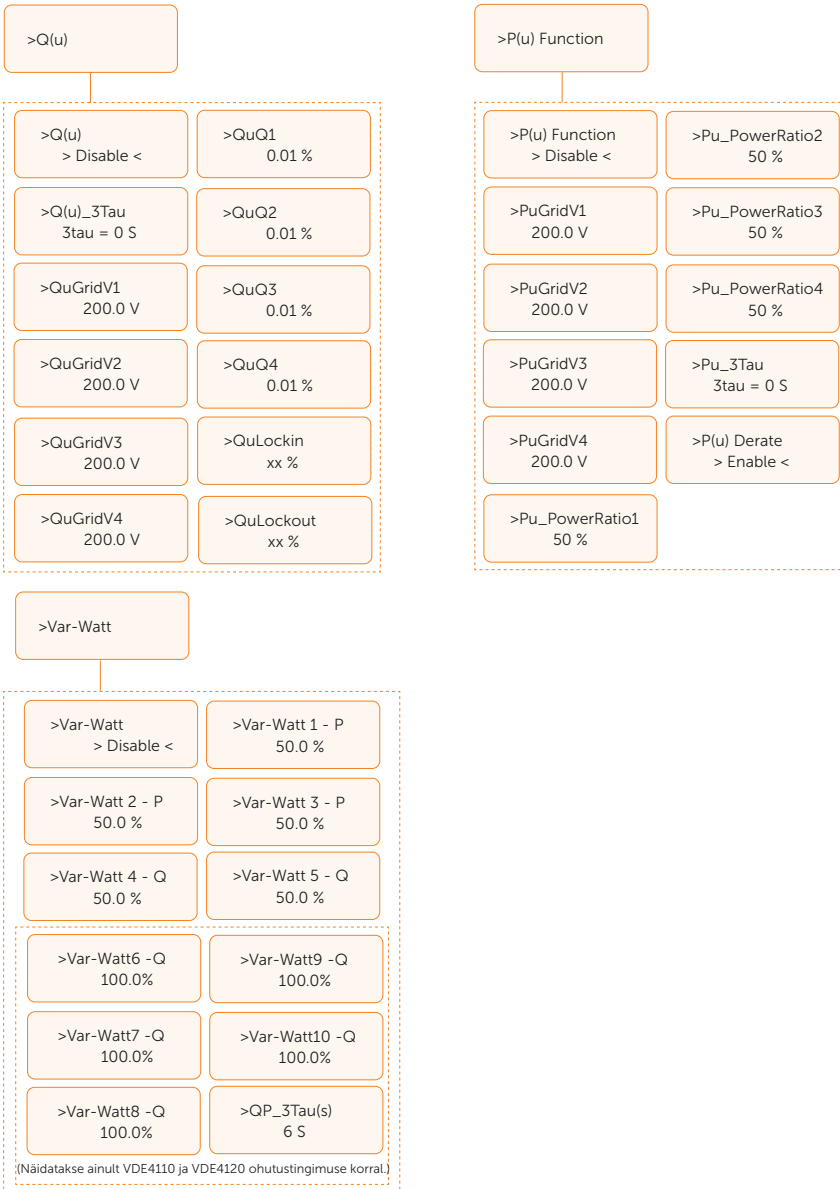 >Q(u)
>Q(u)
> Disable <
>QuQ1
0.01 %
>Q(u)_3Tau
3tau = 0 S
>QuQ2
0.01 %
>QuGridV1
200.0 V
>QuQ3
0.01 %
>QuGridV2
200.0 V
>QuQ4
0.01 %
>QuGridV3
200.0 V
>QuLockin
xx %
>QuGridV4
200.0 V
>QuLockout
xx %
>P(u) Function
>P(u) Function
> Disable <
>Pu_PowerRatio2
50 %
>PuGridV1
200.0 V
>Pu_PowerRatio3
50 %
>PuGridV2
200.0 V
>Pu_PowerRatio4
50 %
>PuGridV3
200.0 V
>Pu_3Tau
3tau = 0 S
>PuGridV4
200.0 V
>P(u) Derate
> Enable <
>Pu_PowerRatio1
50 %
>Var-Watt
>Var-Watt
> Disable <
>Var-Watt 1 - P
50.0 %
>Var-Watt 2 - P
50.0 %
>Var-Watt 3 - P
50.0 %
>Var-Watt 4 - Q
50.0 %
>Var-Watt 5 - Q
50.0 %
>Var-Watt6 -Q
100.0%
>Var-Watt9 -Q
100.0%
>Var-Watt7 -Q
100.0%
>Var-Watt10 -Q
100.0%
>Var-Watt8 -Q
100.0%
>QP_3Tau(s)
6 S
(Näidatakse ainult VDE4110 ja VDE4120 ohutustingimuse korral.)